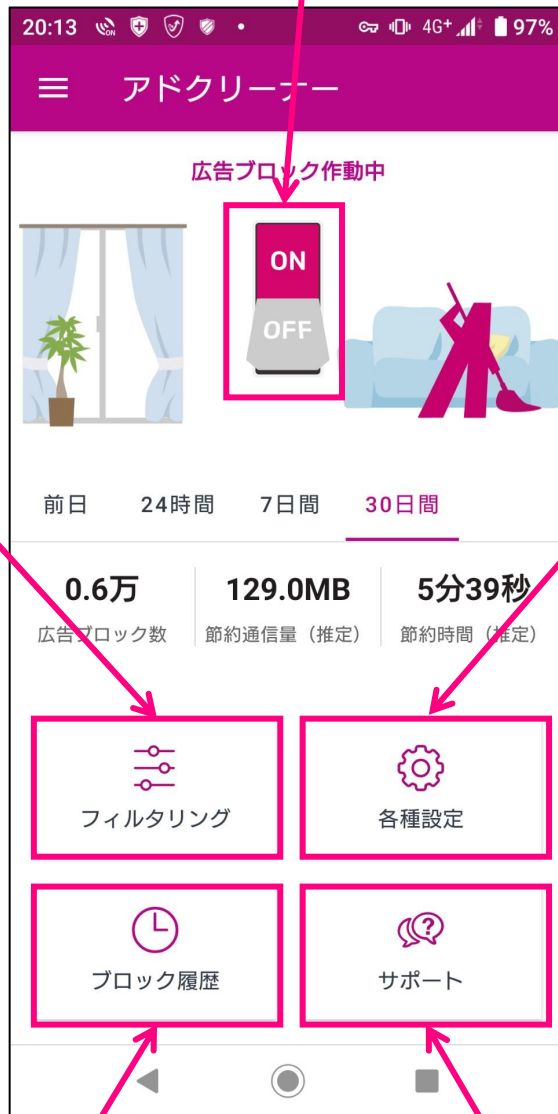 20:13 4G+ 97%
アドクリーナー
広告ブロック作動中
ON
OFF
前日 24時間 7日間 30日間
0.6万 129.0MB 5分39秒
広告ブロック数 節約通信量（推定） 節約時間（推定）
フィルタリング 各種設定
ブロック履歴 サポート